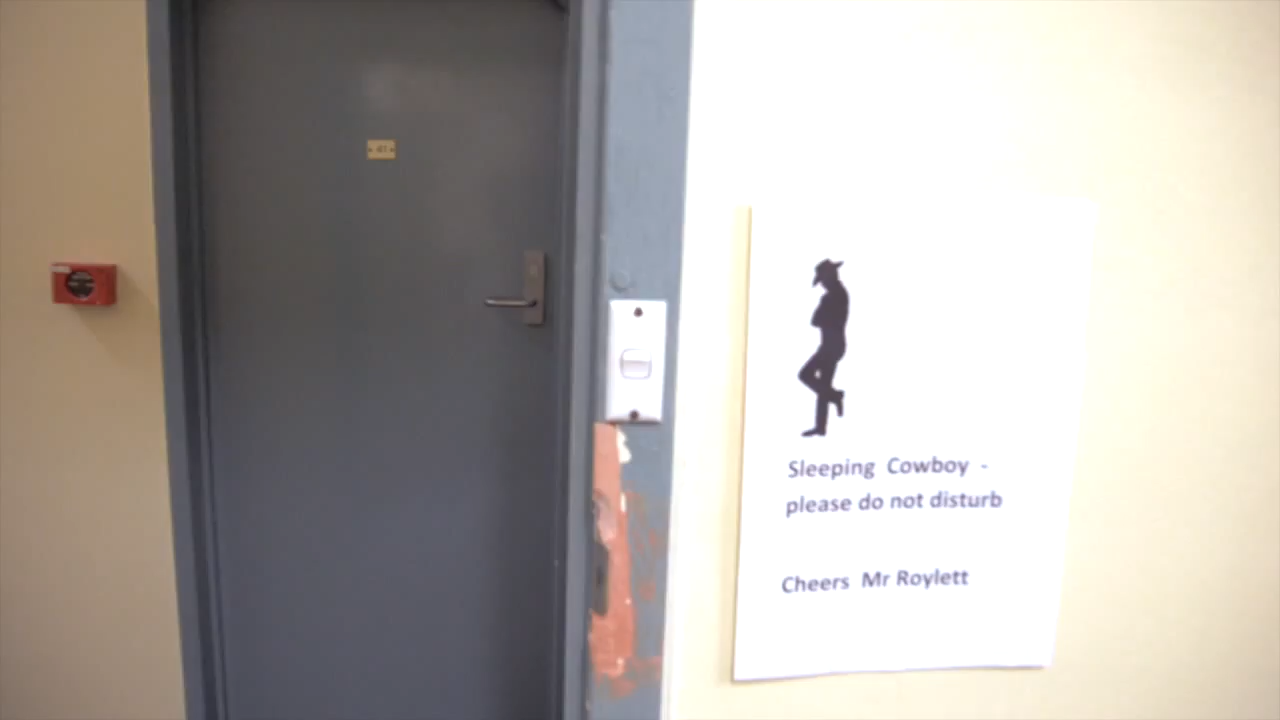 Sleeping Cowboy -
please do not disturb
Cheers Mr Roylett